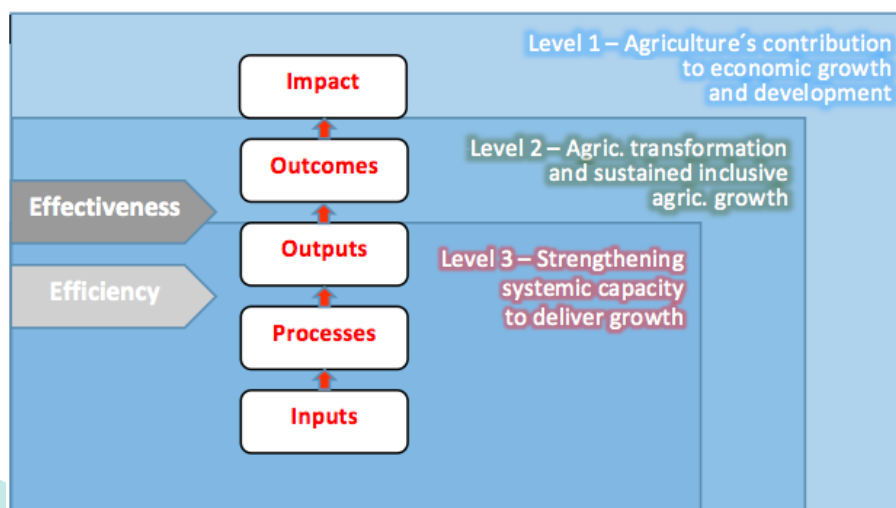 Level 1 – Agriculture´s contribution
to economic growth
and development
Impact
Level 2 – Agric. transformation
and sustained inclusive
agric. growth
Outcomes
Effectiveness
Outputs
Level 3 – Strengthening
systemic capacity
to deliver growth
Efficiency
Processes
Inputs